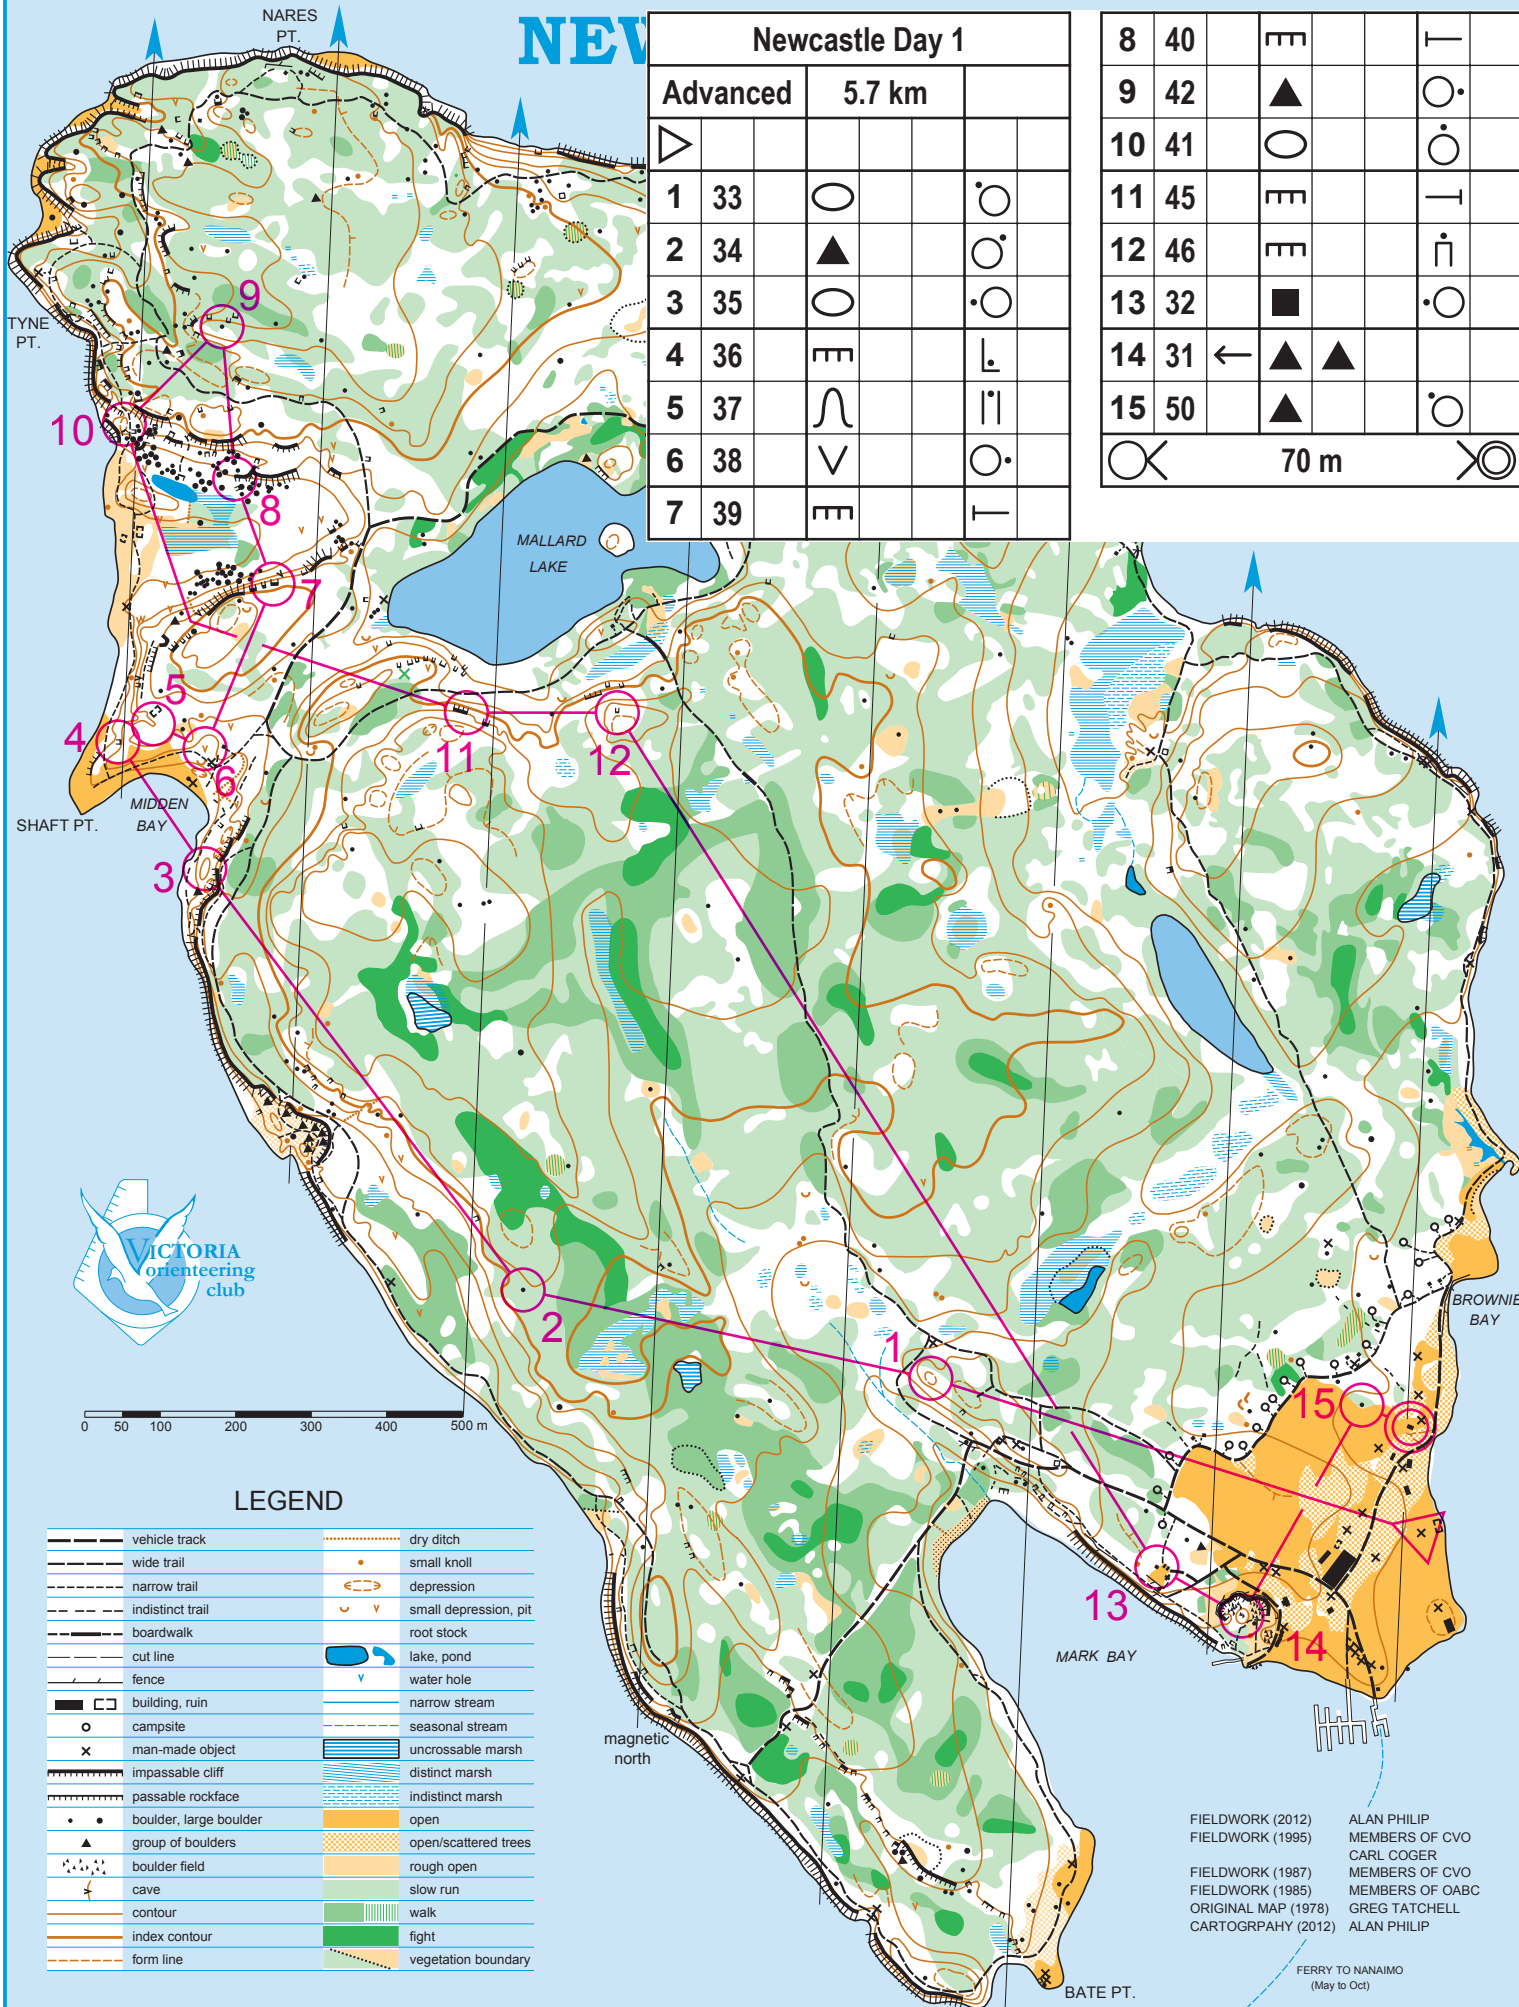 NARES
PT.
NEW
Newcastle Day 1
Advanced 5.7 km
1 33
2 34
3 35
4 36
5 37
6 38
7 39
8 40
9 42
10 41
11 45
12 46
13 32
14 31
15 50
70 m
TYNE
PT.
9
10
8
7
MALLARD
LAKE
5
4
6
11
12
SHAFT PT.
MIDDEN
BAY
3
VICTORIA
orienteering
club
2
1
BROWNIE
BAY
15
0 50 100 200 300 400 500 m
13
14
MARK BAY
magnetic
north
LEGEND
vehicle track
wide trail
narrow trail
indistinct trail
boardwalk
cut line
fence
building, ruin
campsite
man-made object
impassable cliff
passable rockface
boulder, large boulder
group of boulders
boulder field
cave
contour
index contour
form line
dry ditch
small knoll
depression
small depression, pit
root stock
lake, pond
water hole
narrow stream
seasonal stream
uncrossable marsh
distinct marsh
indistinct marsh
open
open/scattered trees
rough open
slow run
walk
fight
vegetation boundary
FIELDWORK (2012) ALAN PHILIP
FIELDWORK (1995) MEMBERS OF CVO
CARL COGER
FIELDWORK (1987) MEMBERS OF CVO
FIELDWORK (1985) MEMBERS OF OABC
ORIGINAL MAP (1978) GREG TATCHELL
CARTOGRPAHY (2012) ALAN PHILIP
FERRY TO NANAIMO
(May to Oct)
BATE PT.